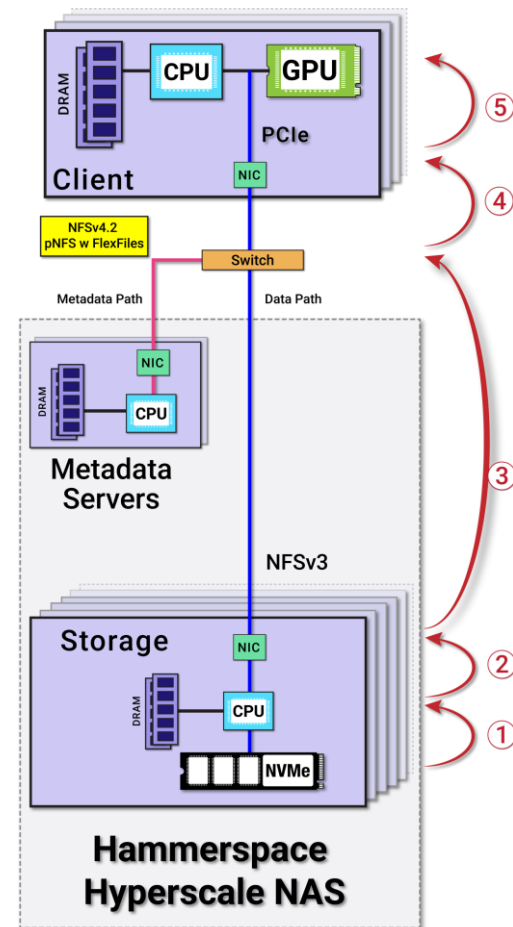 DRAM
CPU
GPU
PCIe
Client
NIC
⑤
④
NFSv4.2
pNFS w FlexFiles
Switch
Metadata Path
Data Path
NIC
DRAM
CPU
Metadata
Servers
③
NFSv3
Storage
NIC
②
DRAM
CPU
①
NVMe
Hammerspace
Hyperscale NAS